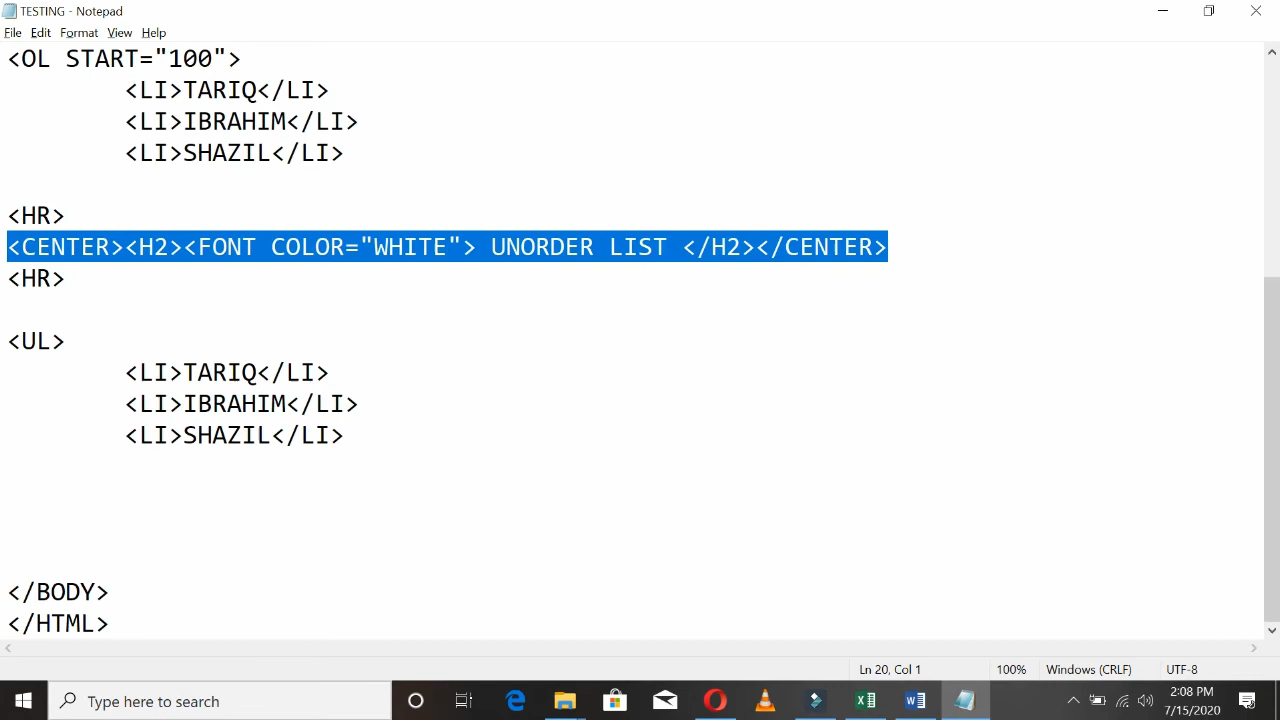 TESTING - Notepad
File Edit Format View Help
<OL START="100">
<LI>TARIQ</LI>
<LI>IBRAHIM</LI>
<LI>SHAZIL</LI>
<HR>
<CENTER><H2><FONT COLOR="WHITE"> UNORDER LIST </H2></CENTER>
<HR>
<UL>
<LI>TARIQ</LI>
<LI>IBRAHIM</LI>
<LI>SHAZIL</LI>
</BODY>
</HTML>
Ln 20, Col 1 100% Windows (CRLF) UTF-8
Type here to search
2:08 PM
7/15/2020